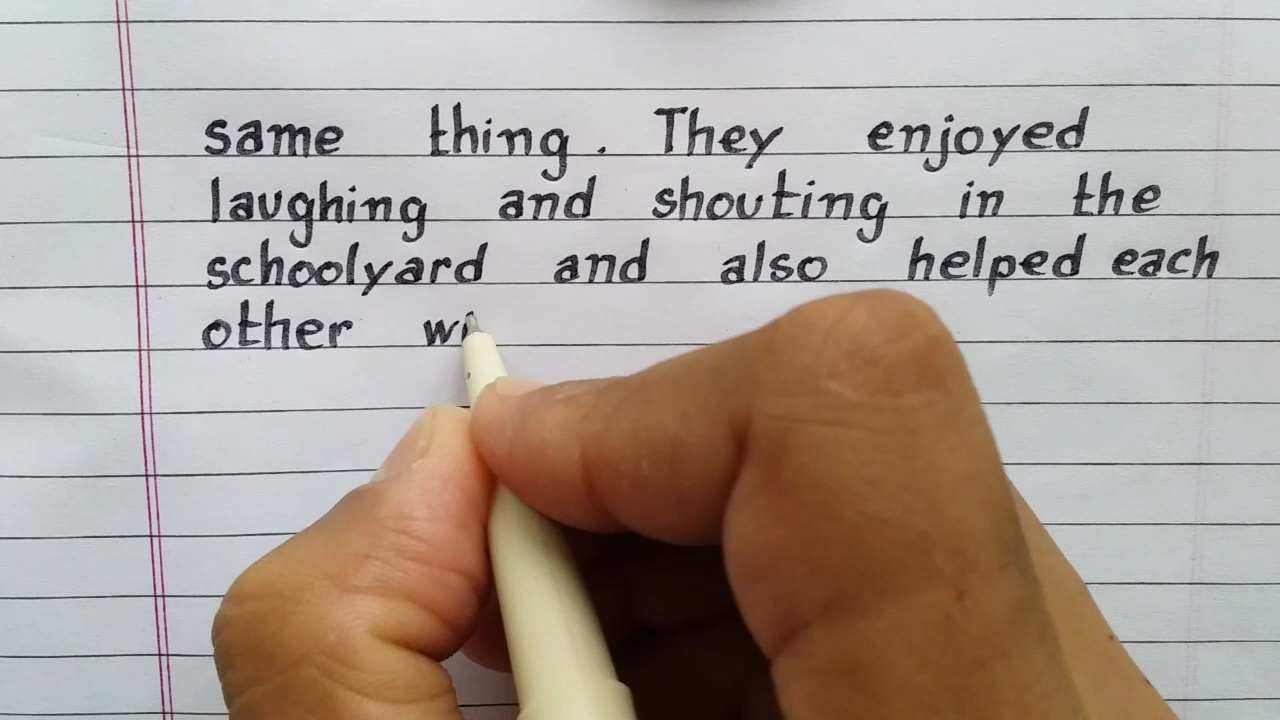 same thing. They enjoyed
laughing and shouting in the
schoolyard and also helped each
other